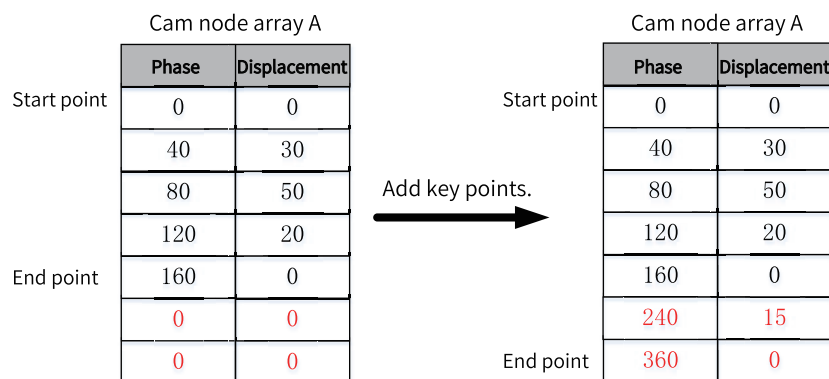 Cam node array A
Phase Displacement
Start point 0 0
40 30
80 50
120 20
End point 160 0
0 0
0 0
Add key points.
Cam node array A
Phase Displacement
Start point 0 0
40 30
80 50
120 20
160 0
240 15
End point 360 0